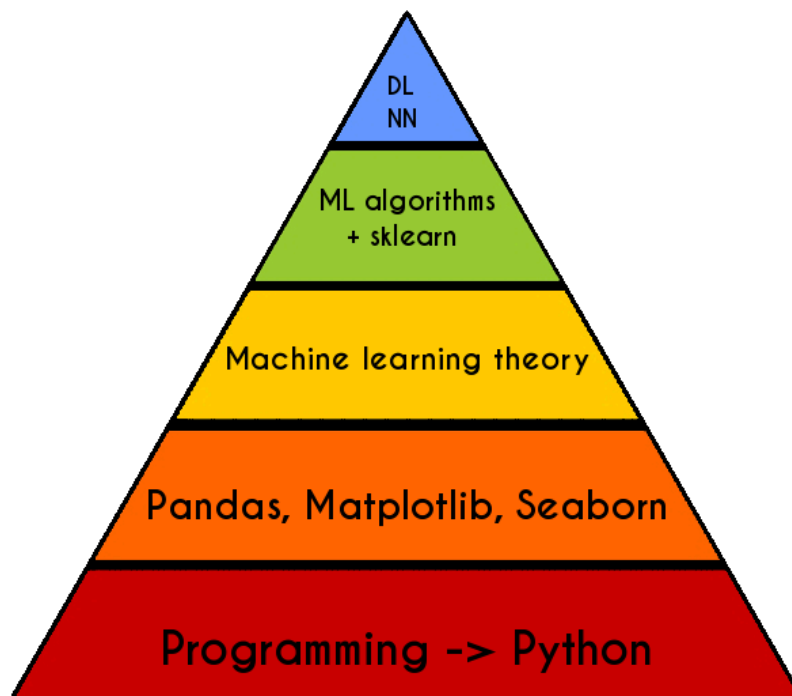 DL
NN
ML algorithms
+ sklearn
Machine learning theory
Pandas, Matplotlib, Seaborn
Programming -> Python